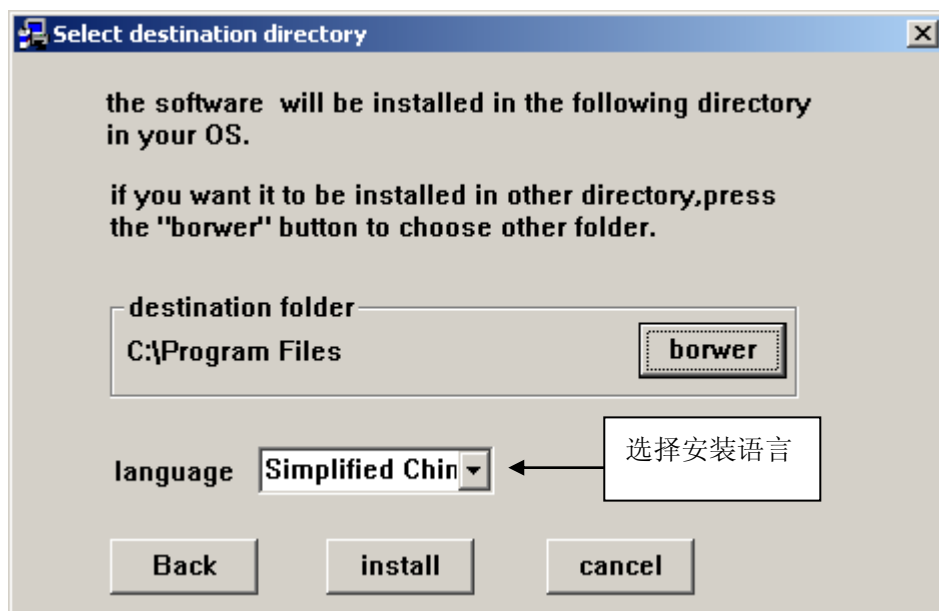 Select destination directory
the software will be installed in the following directory
in your OS.
if you want it to be installed in other directory,press
the "borwer" button to choose other folder.
destination folder
C:\Program Files
borwer
选择安装语言
language
Simplified Chin
Back
install
cancel